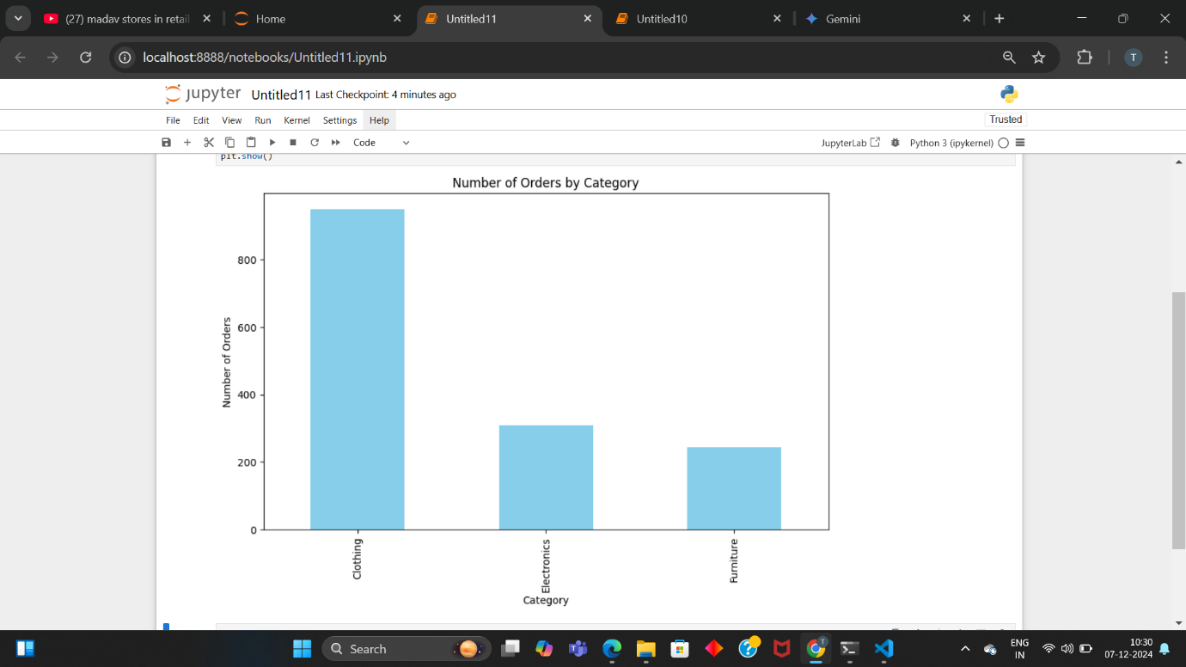 (27) madav stores in retail
Home
Untitled11
Untitled10
Gemini
localhost:8888/notebooks/Untitled11.ipynb
T
jupyter Untitled11 Last Checkpoint: 4 minutes ago
Trusted
File Edit View Run Kernel Settings Help
Code
JupyterLab
Python 3 (ipykernel)
plt.show()
Number of Orders by Category
800
600
400
200
0
Number of Orders
Clothing
Electronics
Furniture
Category
Search
ENG
IN
10:30
07-12-2024